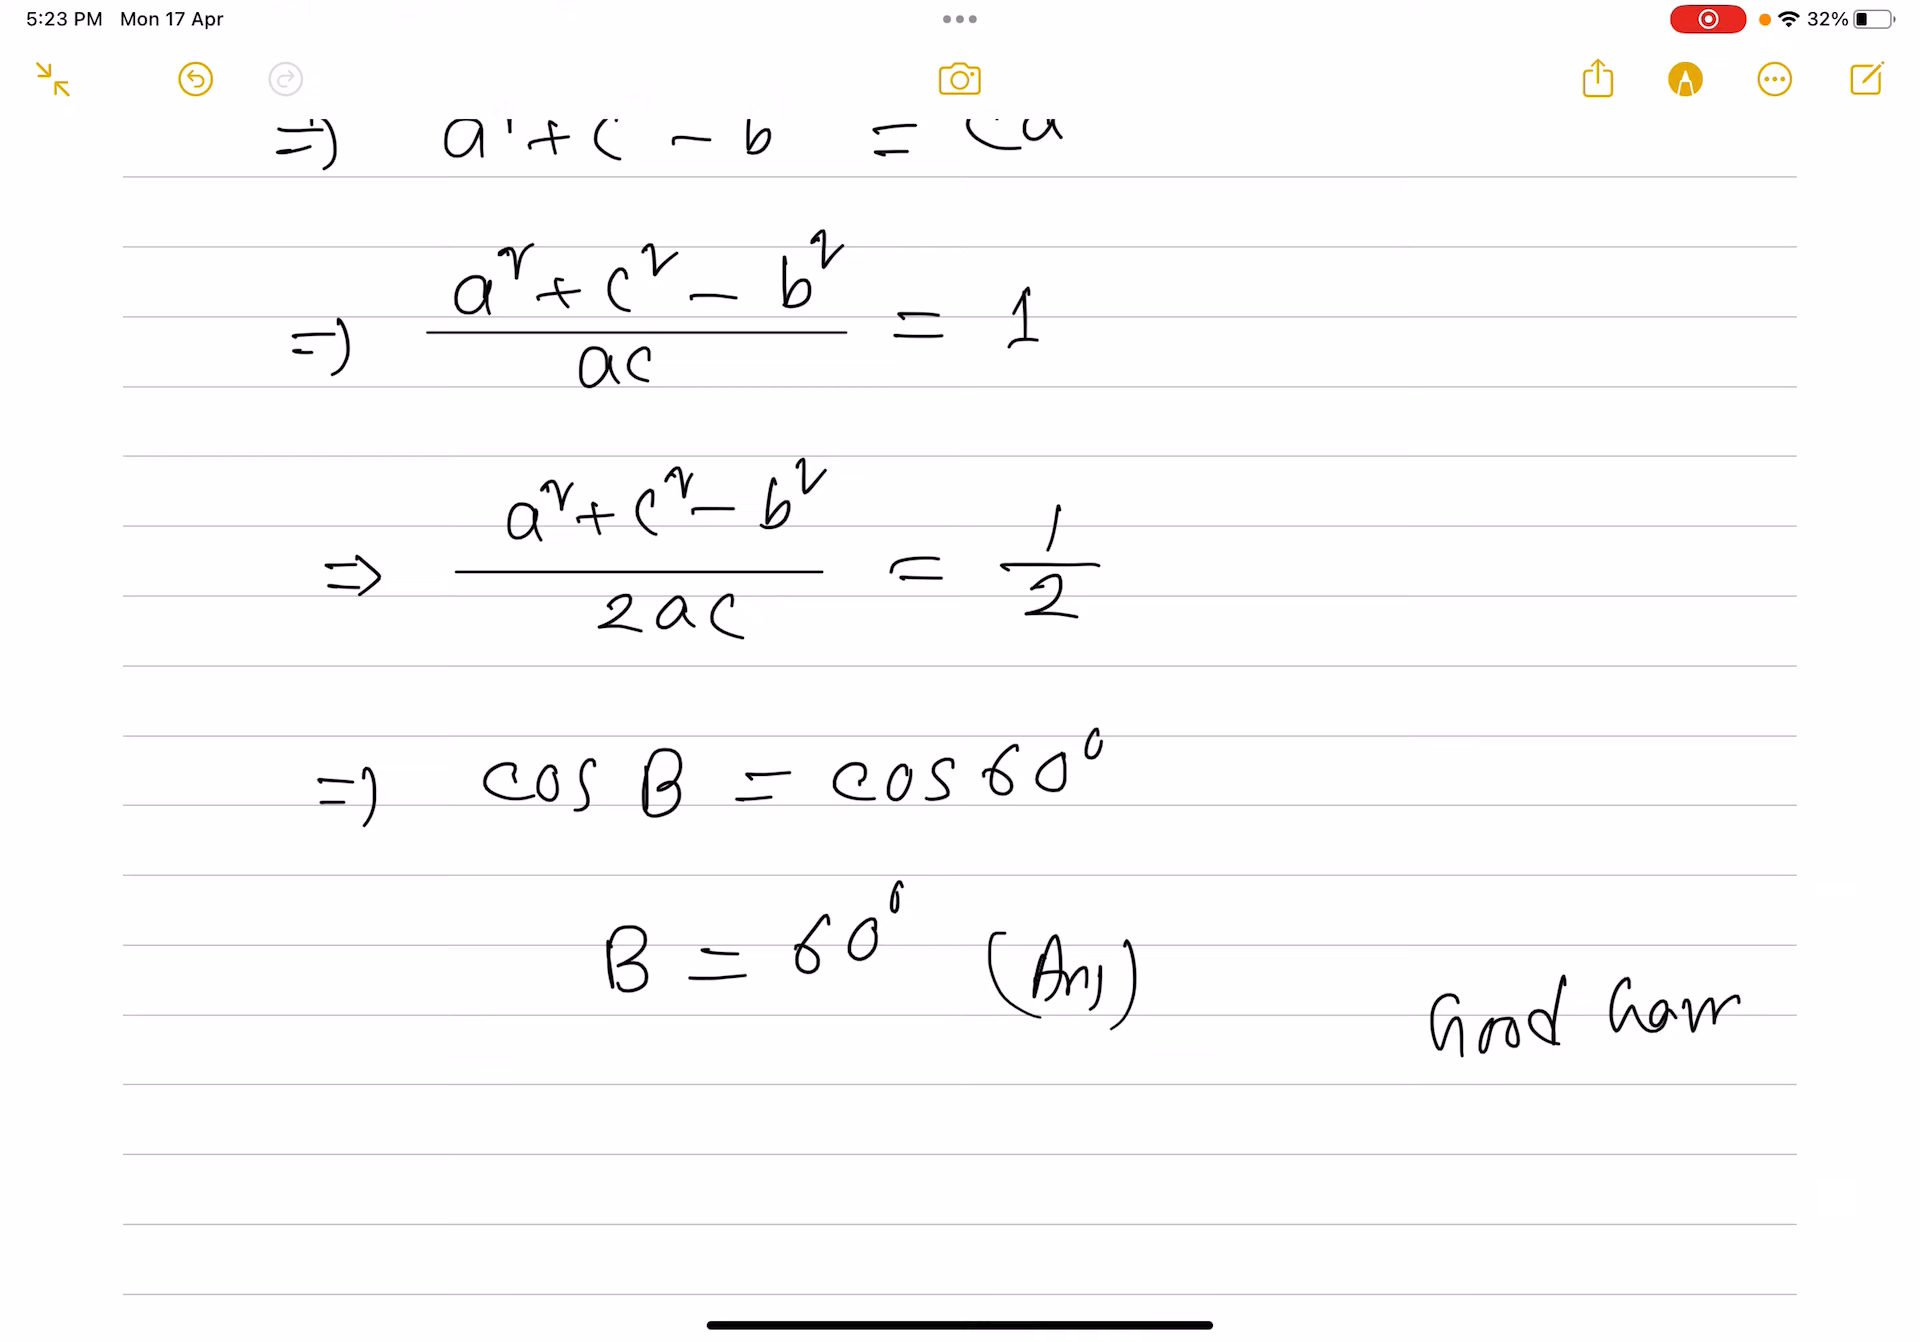 5:23 PM Mon 17 Apr 32%
=) a² + c² - b² = ca
=) a² + c² - b² / ac = 1
⇒ a² + c² - b² / 2ac = 1/2
=) cos B = cos 60°
B = 60° (Ans)
Good